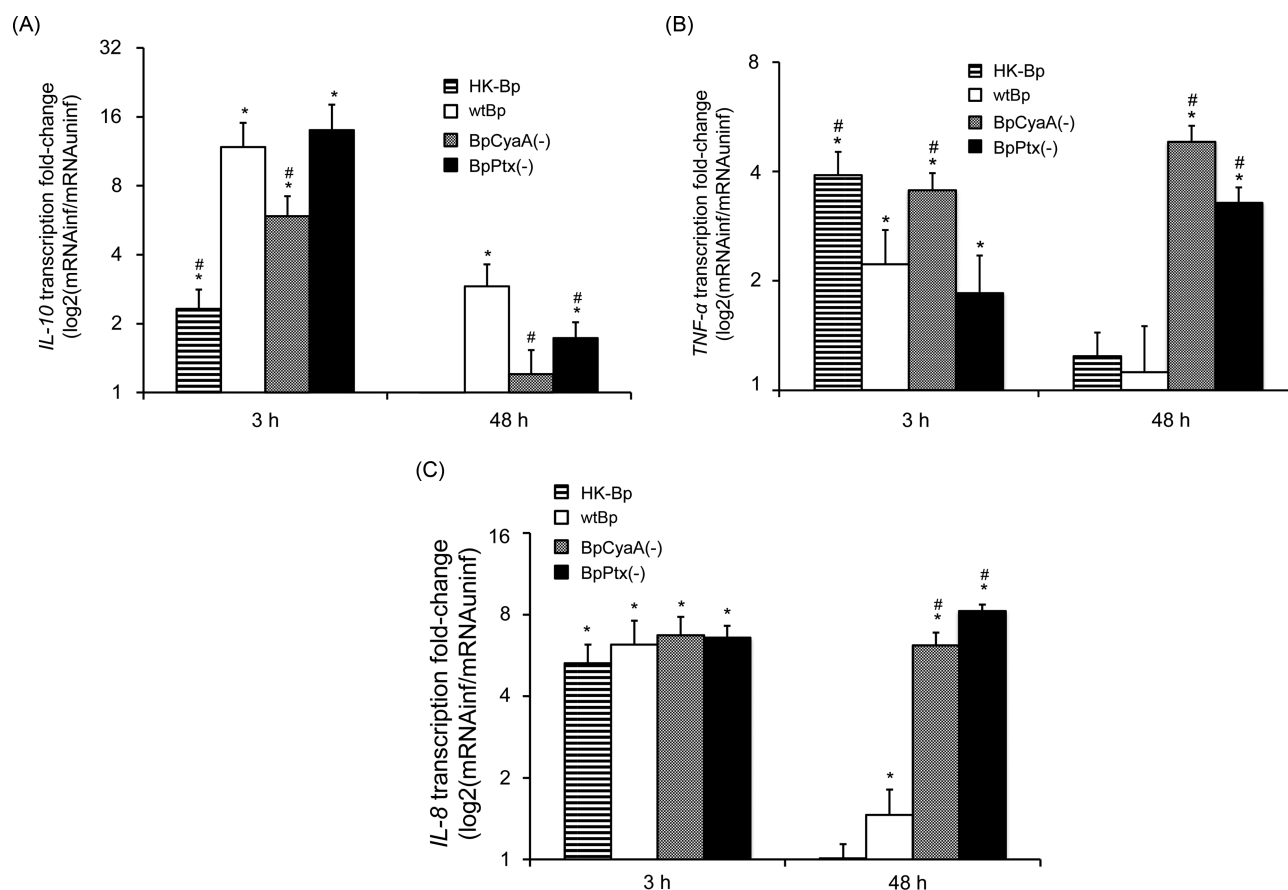 (A)
IL-10 transcription fold-change
(log2(mRNAinf/mRNAuninf)
32
16
8
4
2
1
HK-Bp
wtBp
BpCyaA(-)
BpPtx(-)
#
*
*
#
*
*
*
#
#
*
3 h
48 h
(B)
TNF-α transcription fold-change
(log2(mRNAinf/mRNAuninf)
8
4
2
1
HK-Bp
wtBp
BpCyaA(-)
BpPtx(-)
#
*
*
#
*
*
#
*
#
*
3 h
48 h
(C)
IL-8 transcription fold-change
(log2(mRNAinf/mRNAuninf)
16
8
4
2
1
HK-Bp
wtBp
BpCyaA(-)
BpPtx(-)
*
*
*
*
*
#
*
#
*
3 h
48 h